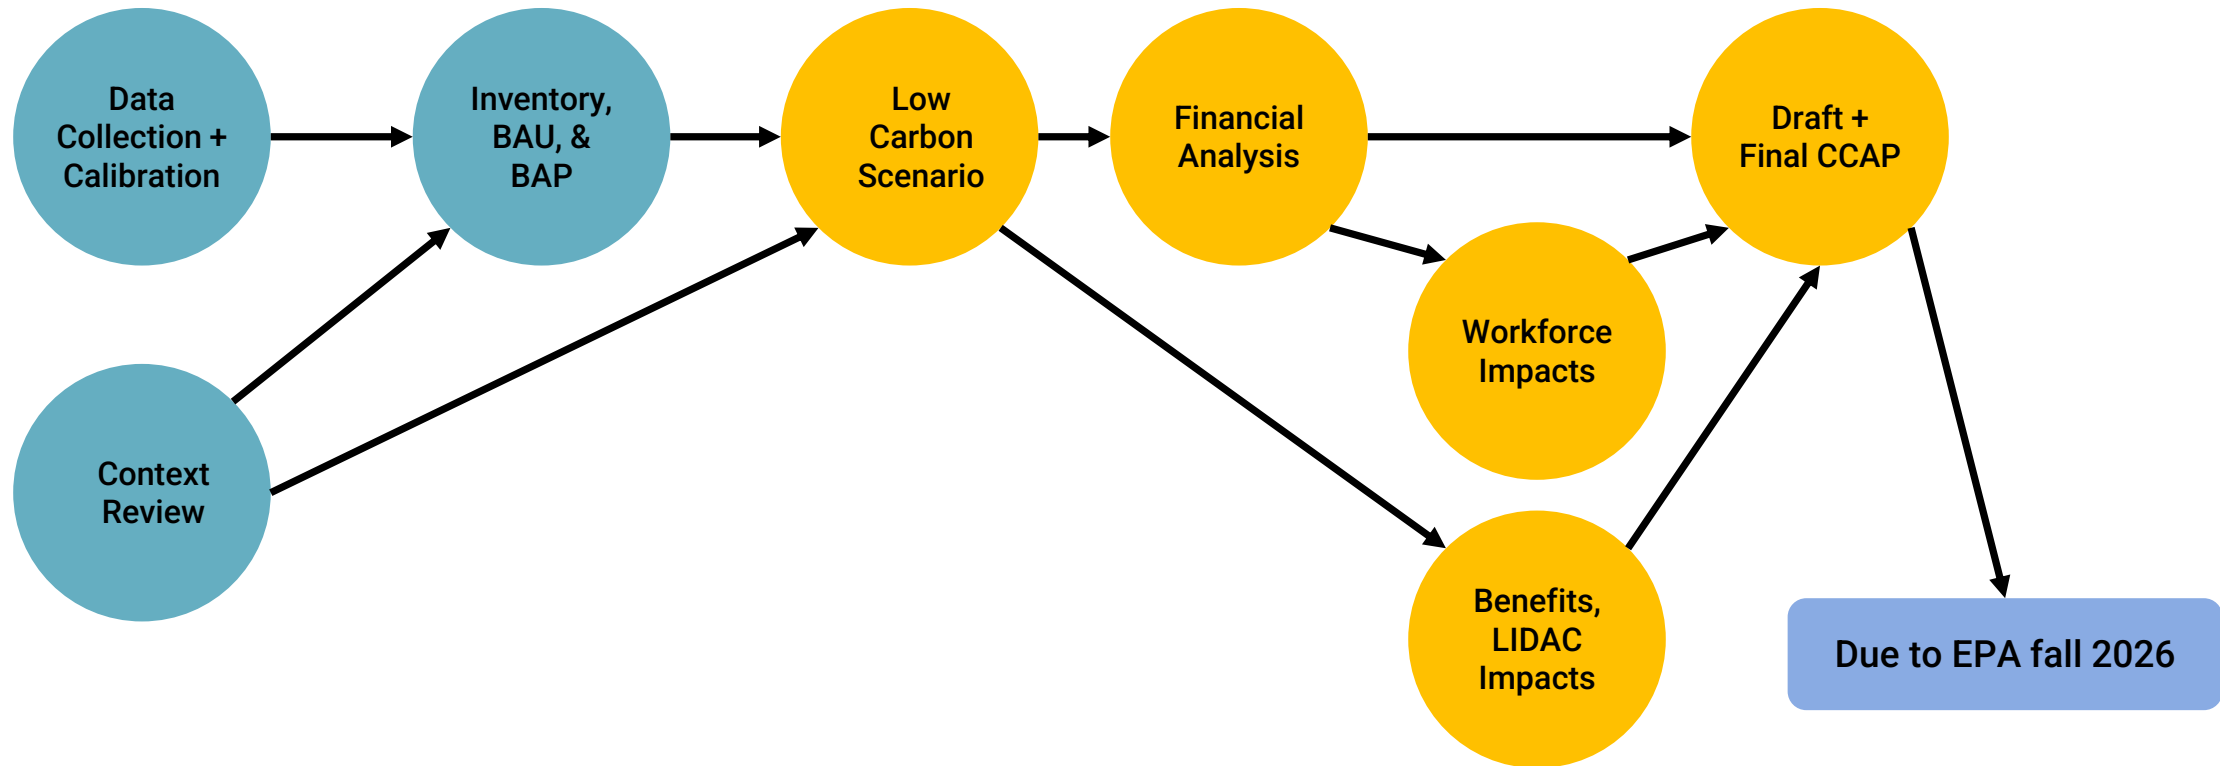 Data
Collection +
Calibration
Inventory,
BAU, &
BAP
Low
Carbon
Scenario
Financial
Analysis
Draft +
Final CCAP
Workforce
Impacts
Context
Review
Benefits,
LIDAC
Impacts
Due to EPA fall 2026